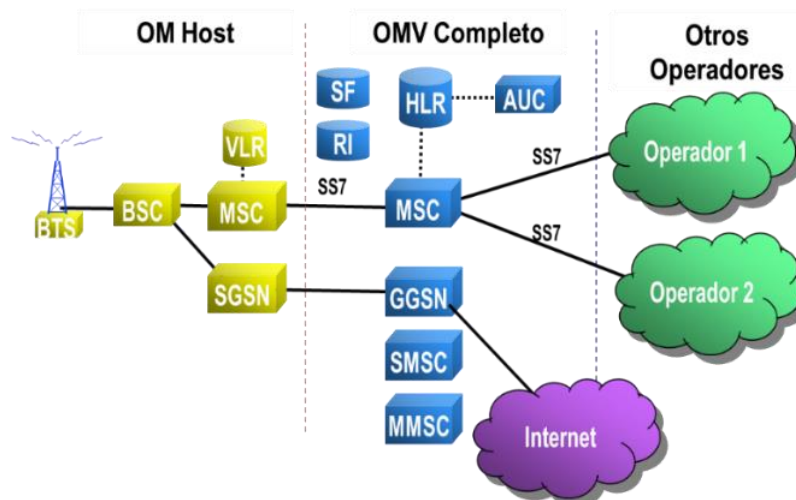 OM Host
OMV Completo
Otros
Operadores
SF
HLR
AUC
VLR
RI
Operador 1
SS7
SS7
BTS
BSC
MSC
MSC
SS7
SGSN
GGSN
Operador 2
SMSC
MMSC
Internet